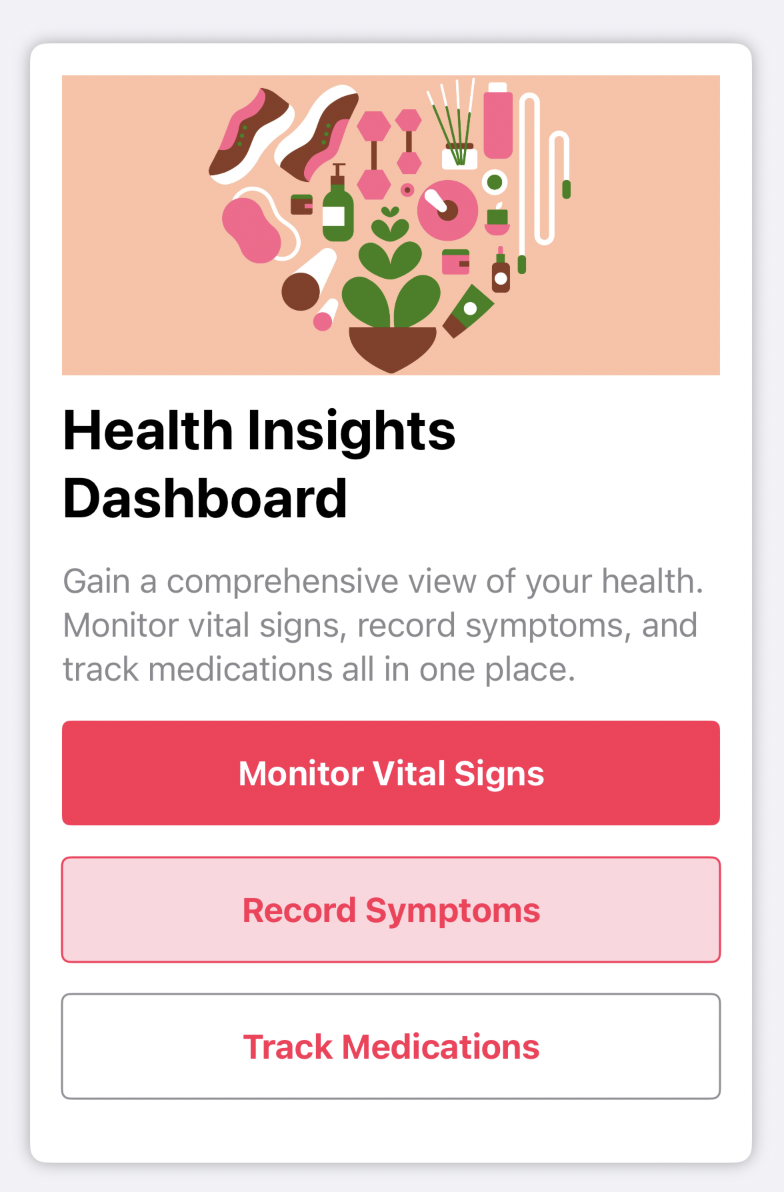 Health Insights
Dashboard
Gain a comprehensive view of your health.
Monitor vital signs, record symptoms, and
track medications all in one place.
Monitor Vital Signs
Record Symptoms
Track Medications